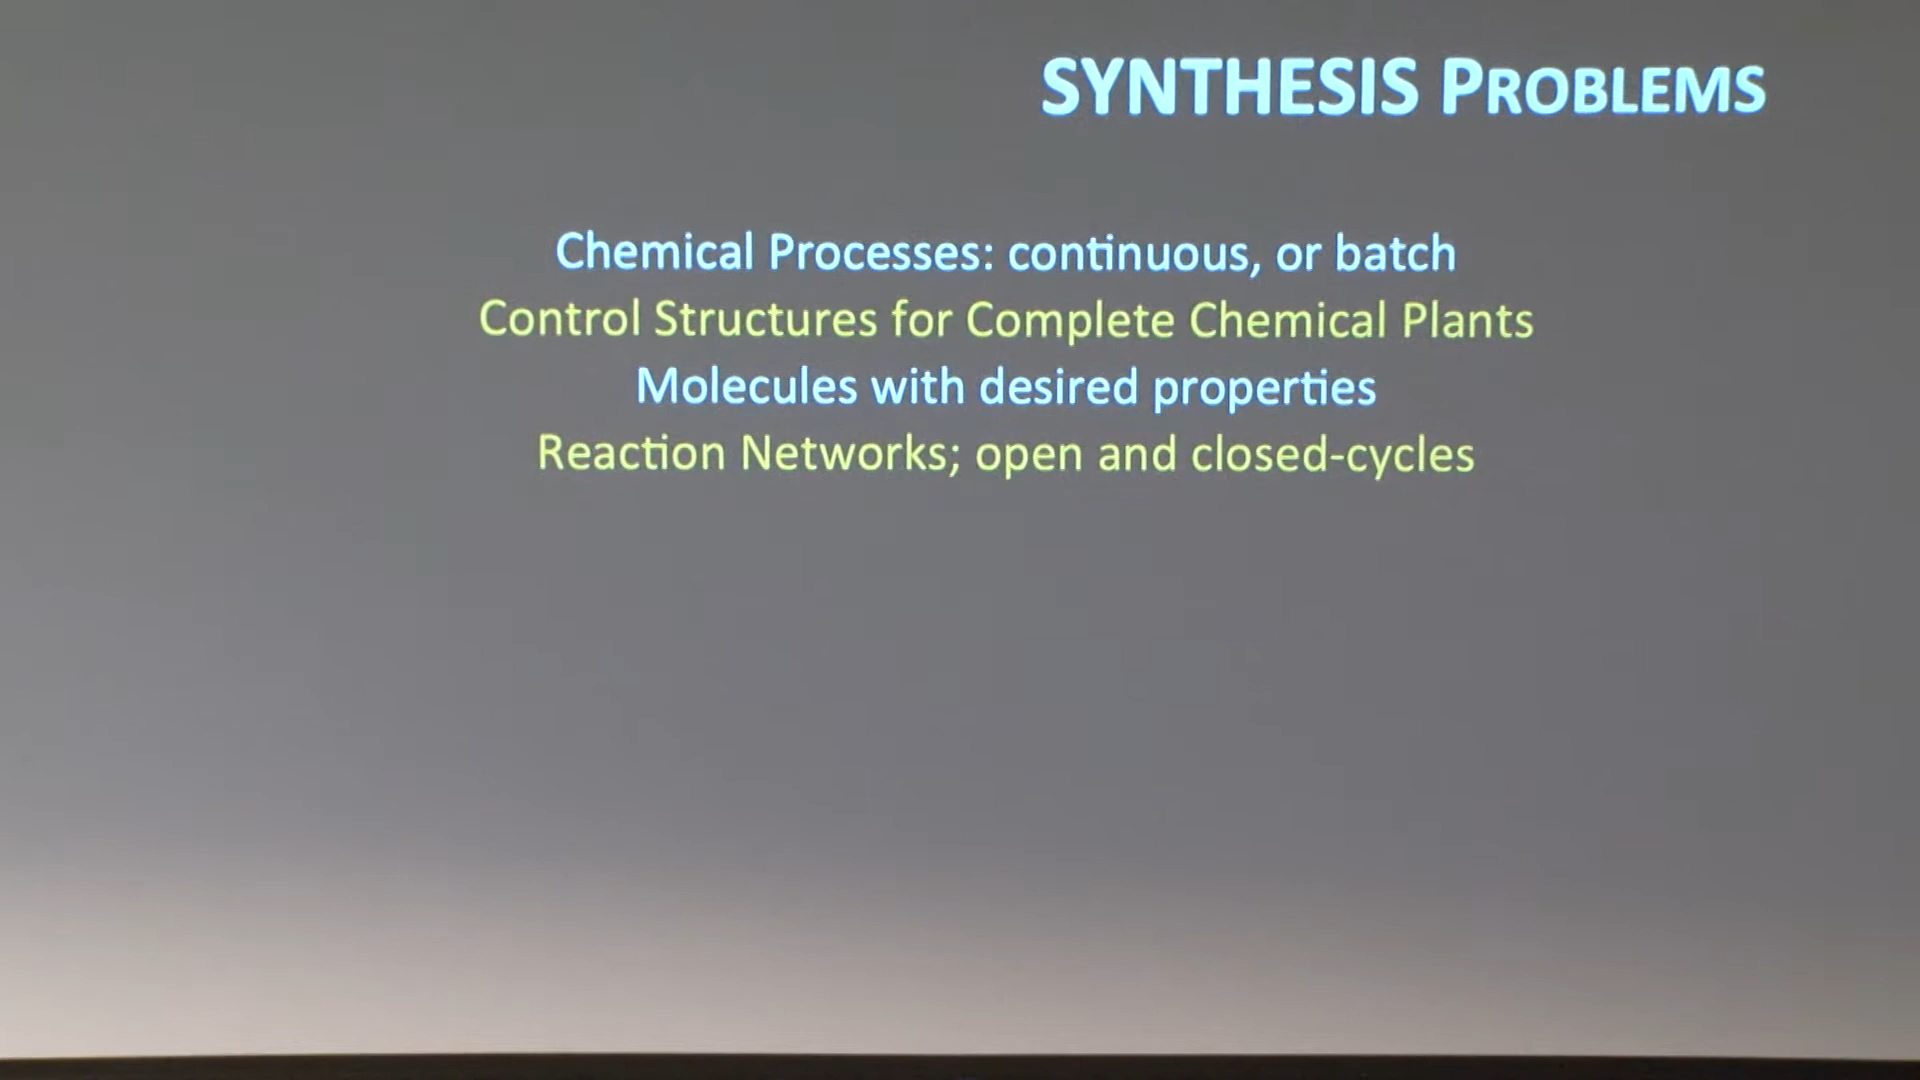 SYNTHESIS PROBLEMS
Chemical Processes: continuous, or batch
Control Structures for Complete Chemical Plants
Molecules with desired properties
Reaction Networks; open and closed-cycles